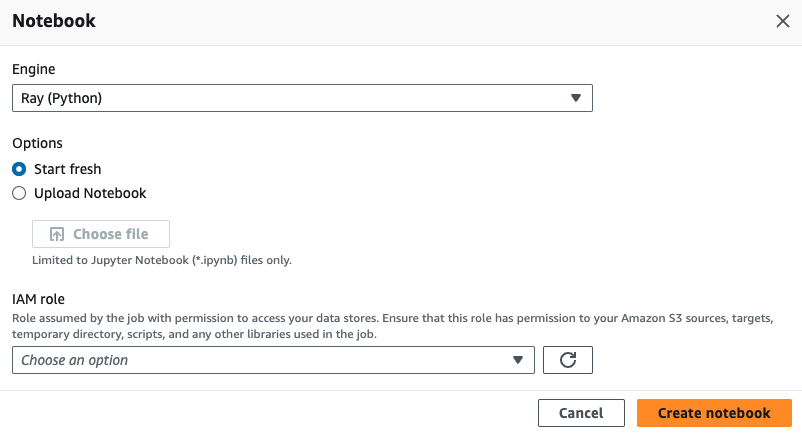 Notebook
Engine
Ray (Python)
Options
Start fresh
Upload Notebook
Choose file
Limited to Jupyter Notebook (*.ipynb) files only.
IAM role
Role assumed by the job with permission to access your data stores. Ensure that this role has permission to your Amazon S3 sources, targets,
temporary directory, scripts, and any other libraries used in the job.
Choose an option
Cancel
Create notebook